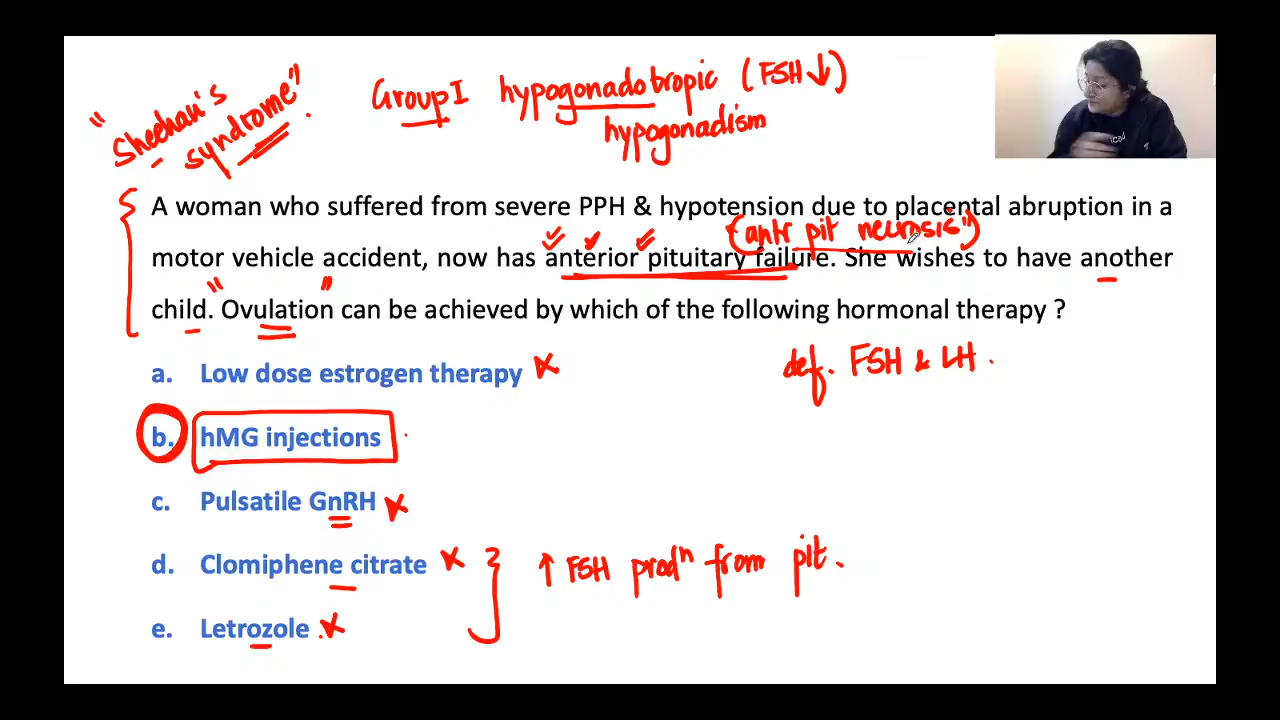 "Sheehan's syndrome".
Group I hypogonadotropic (FSH↓)
hypogonadism
A woman who suffered from severe PPH & hypotension due to placental abruption in a
(antr pit necrosis")
motor vehicle accident, now has anterior pituitary failure. She wishes to have another
child. Ovulation can be achieved by which of the following hormonal therapy ?
def. FSH & LH.
a. Low dose estrogen therapy
b. hMG injections
c. Pulsatile GnRH
d. Clomiphene citrate
↑ FSH prodⁿ from pit.
e. Letrozole